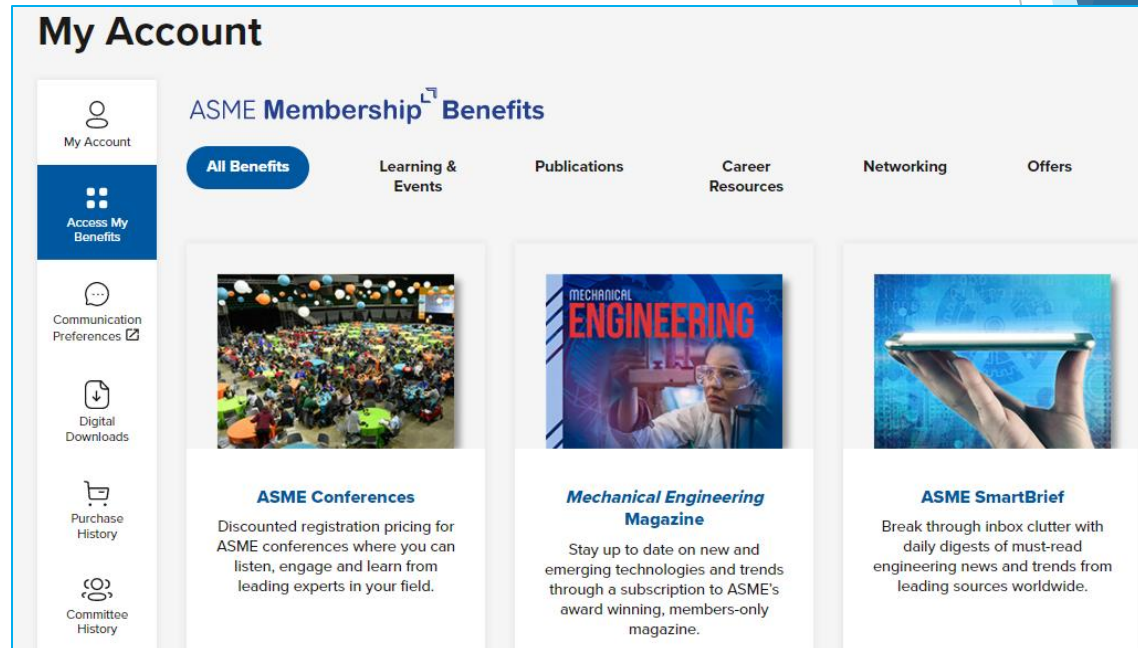 My Account
My Account
Access My
Benefits
Communication
Preferences
Digital
Downloads
Purchase
History
Committee
History
ASME Membership Benefits
All Benefits
Learning &
Events
Publications
Career
Resources
Networking
Offers
ASME Conferences
Discounted registration pricing for
ASME conferences where you can
listen, engage and learn from
leading experts in your field.
MECHANICAL
ENGINEERING
Mechanical Engineering
Magazine
Stay up to date on new and
emerging technologies and trends
through a subscription to ASME's
award winning, members-only
magazine.
ASME SmartBrief
Break through inbox clutter with
daily digests of must-read
engineering news and trends from
leading sources worldwide.